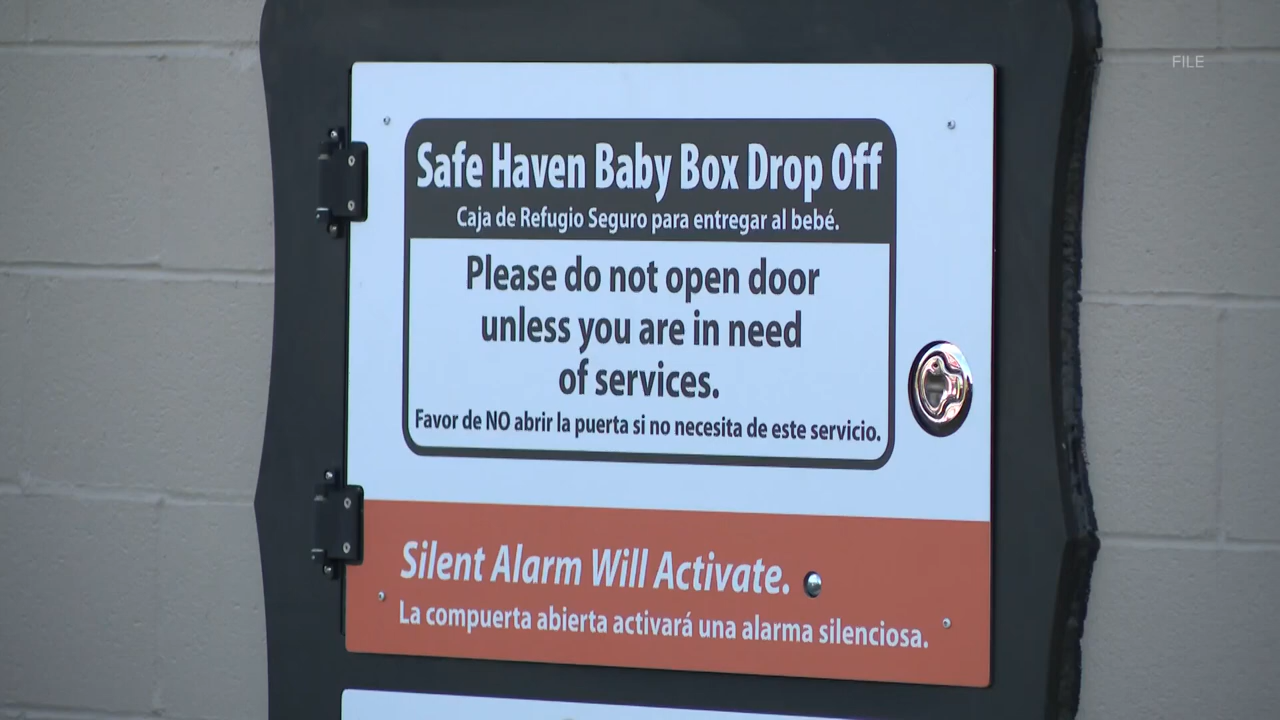 FILE
Safe Haven Baby Box Drop Off
Caja de Refugio Seguro para entregar al bebé.
Please do not open door
unless you are in need
of services.
Favor de NO abrir la puerta si no necesita de este servicio.
Silent Alarm Will Activate.
La compuerta abierta activará una alarma silenciosa.